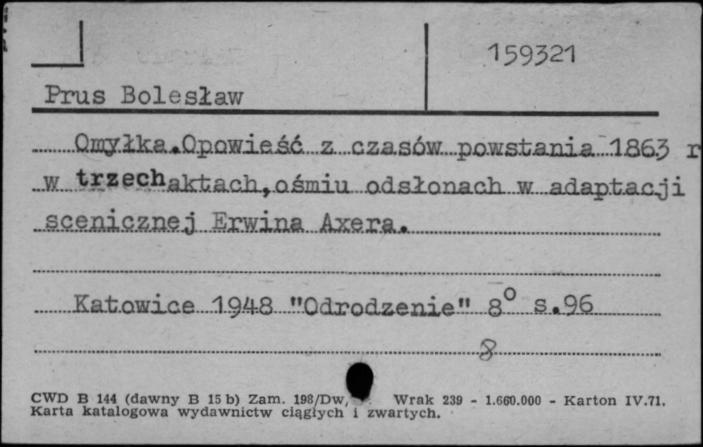 159321
Prus Bolesław
Omyłka.Opowieść z czasów powstania 1863 r
w trzech aktach,ośmiu odsłonach w adaptacji
scenicznej Erwina Axera.
Katowice 1948 "Odrodzenie" 8° s.96
8
CWD B 144 (dawny B 15 b) Zam. 198/Dw, Wrak 239 - 1.660.000 - Karton IV.71.
Karta katalogowa wydawnictw ciągłych i zwartych.